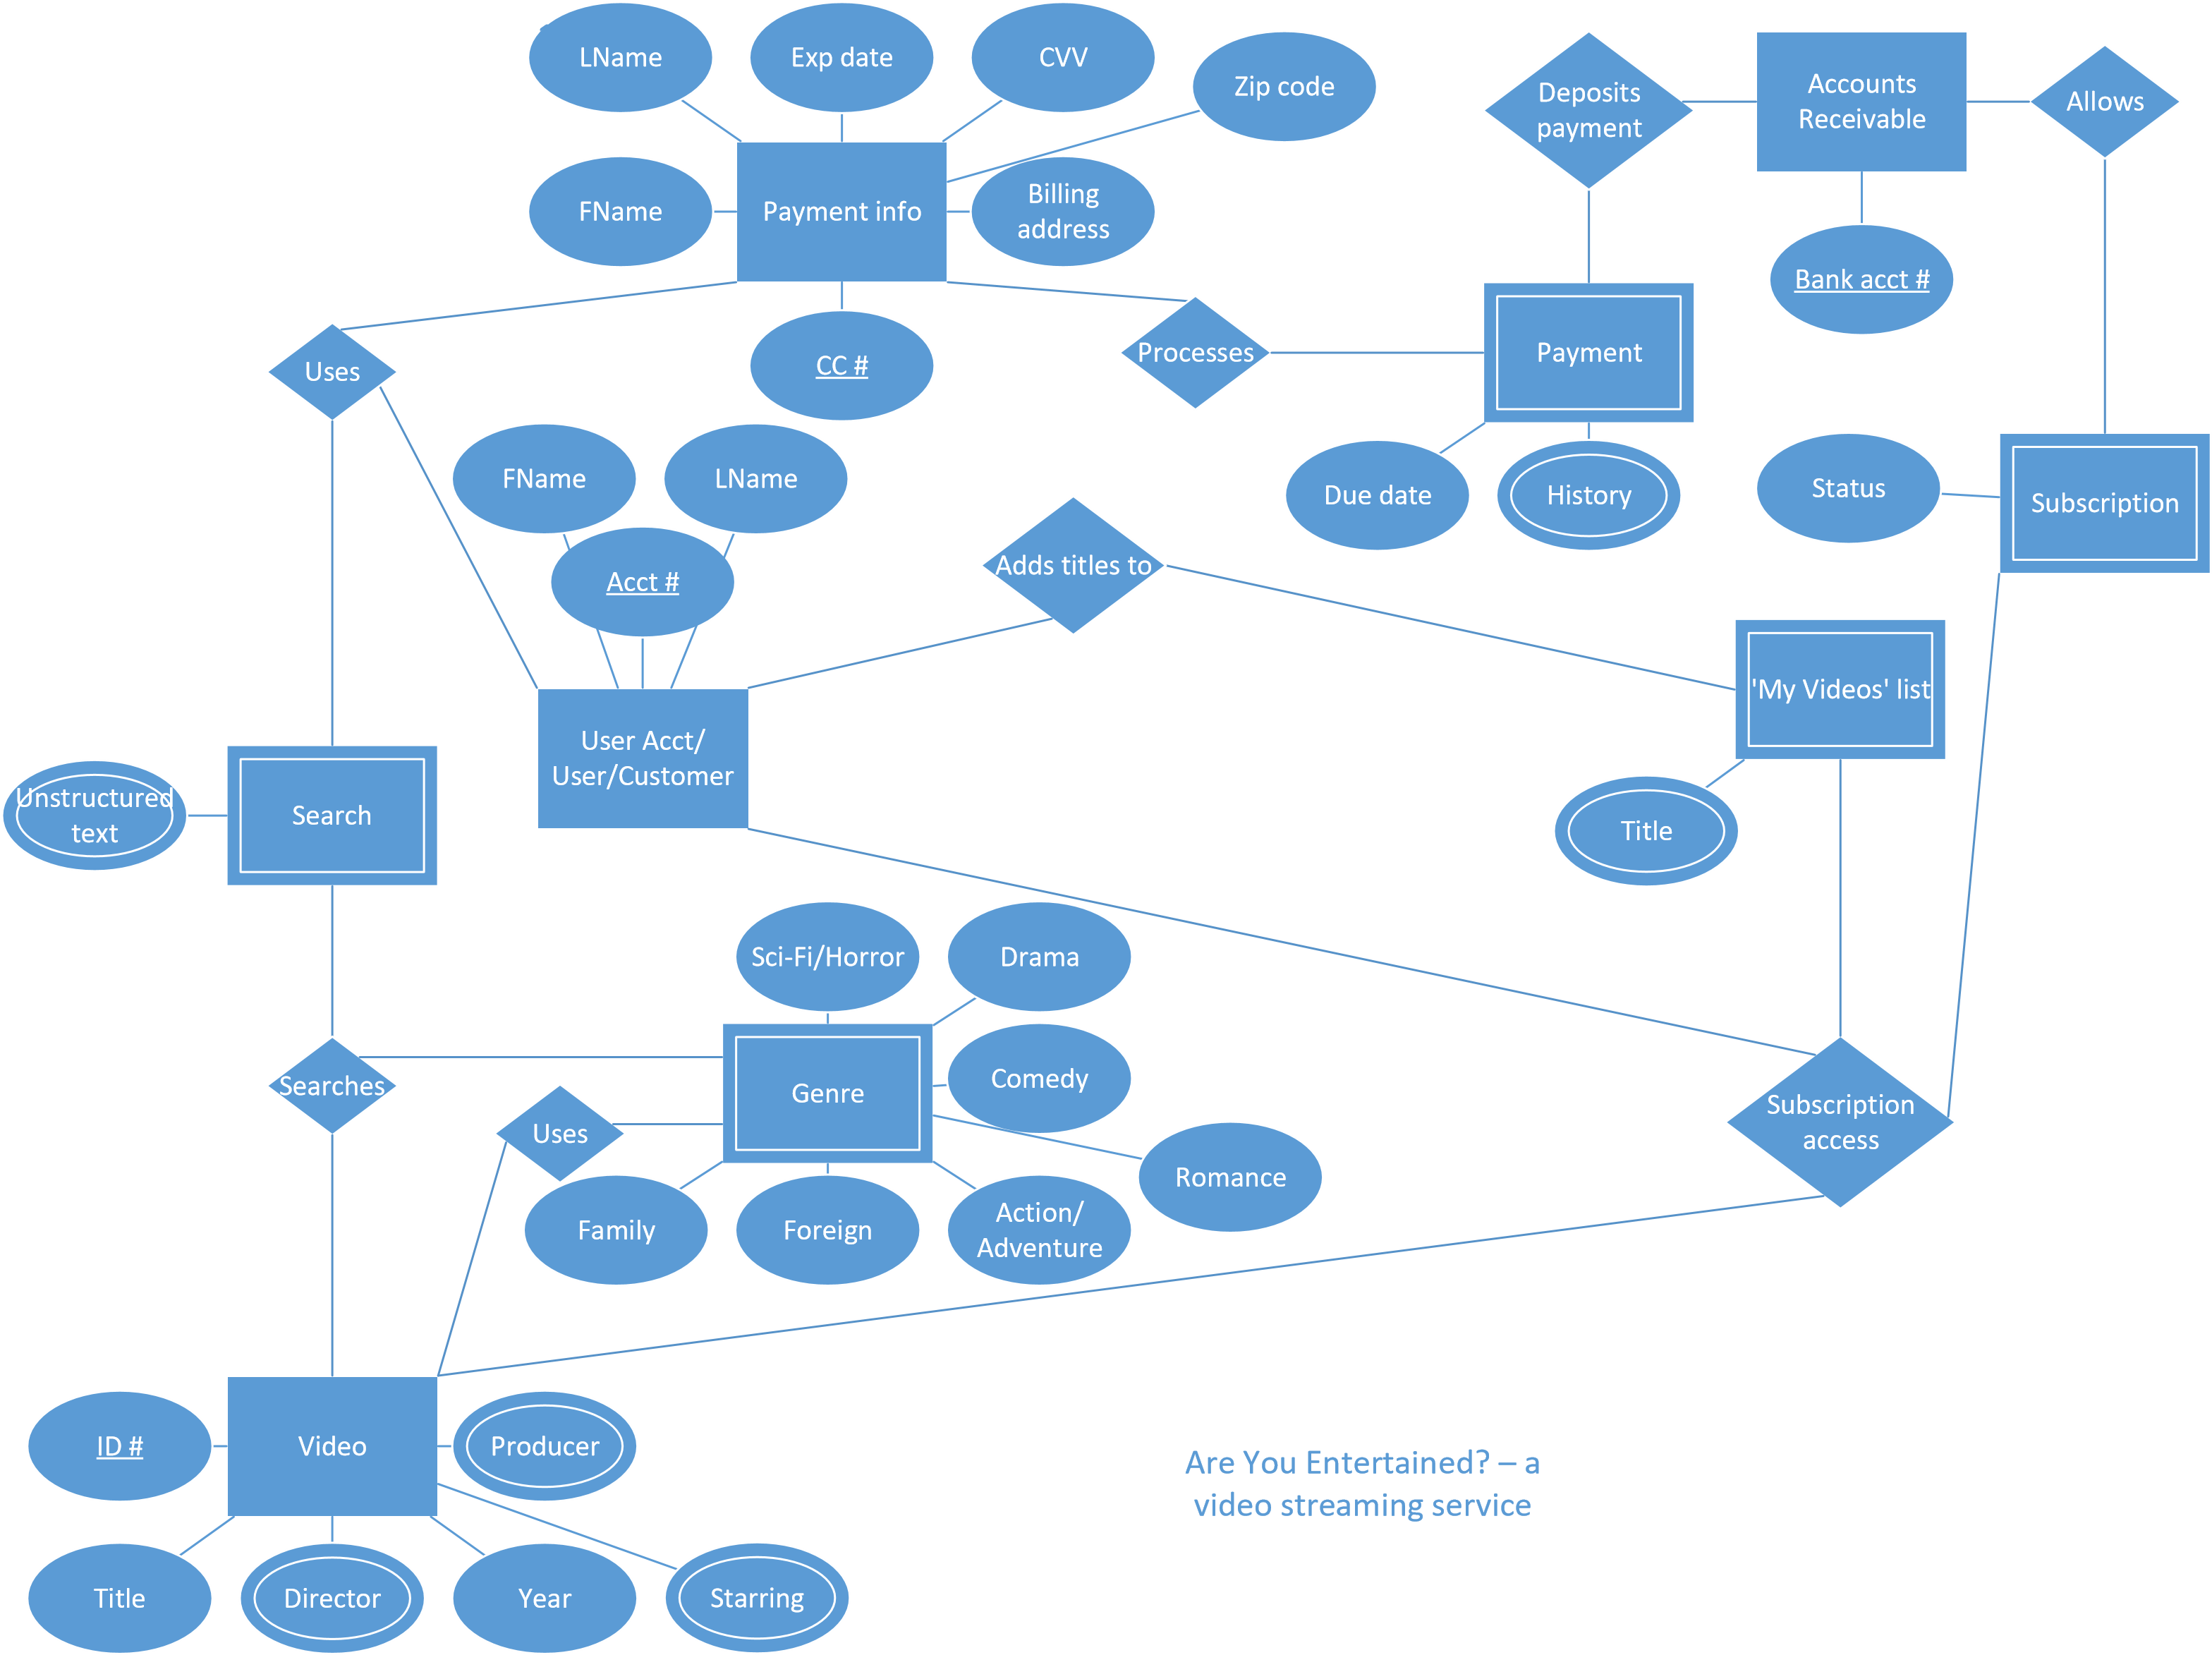 LName
Exp date
CVV
Zip code
Deposits
payment
Accounts
Receivable
Allows
FName
Payment info
Billing
address
Bank acct #
Uses
CC #
Processes
Payment
FName
LName
Due date
History
Status
Subscription
Acct #
Adds titles to
'My Videos' list
User Acct/
User/Customer
Unstructured
text
Search
Title
Sci-Fi/Horror
Drama
Searches
Uses
Genre
Comedy
Subscription
access
Romance
Family
Foreign
Action/
Adventure
ID #
Video
Producer
Are You Entertained? – a
video streaming service
Title
Director
Year
Starring